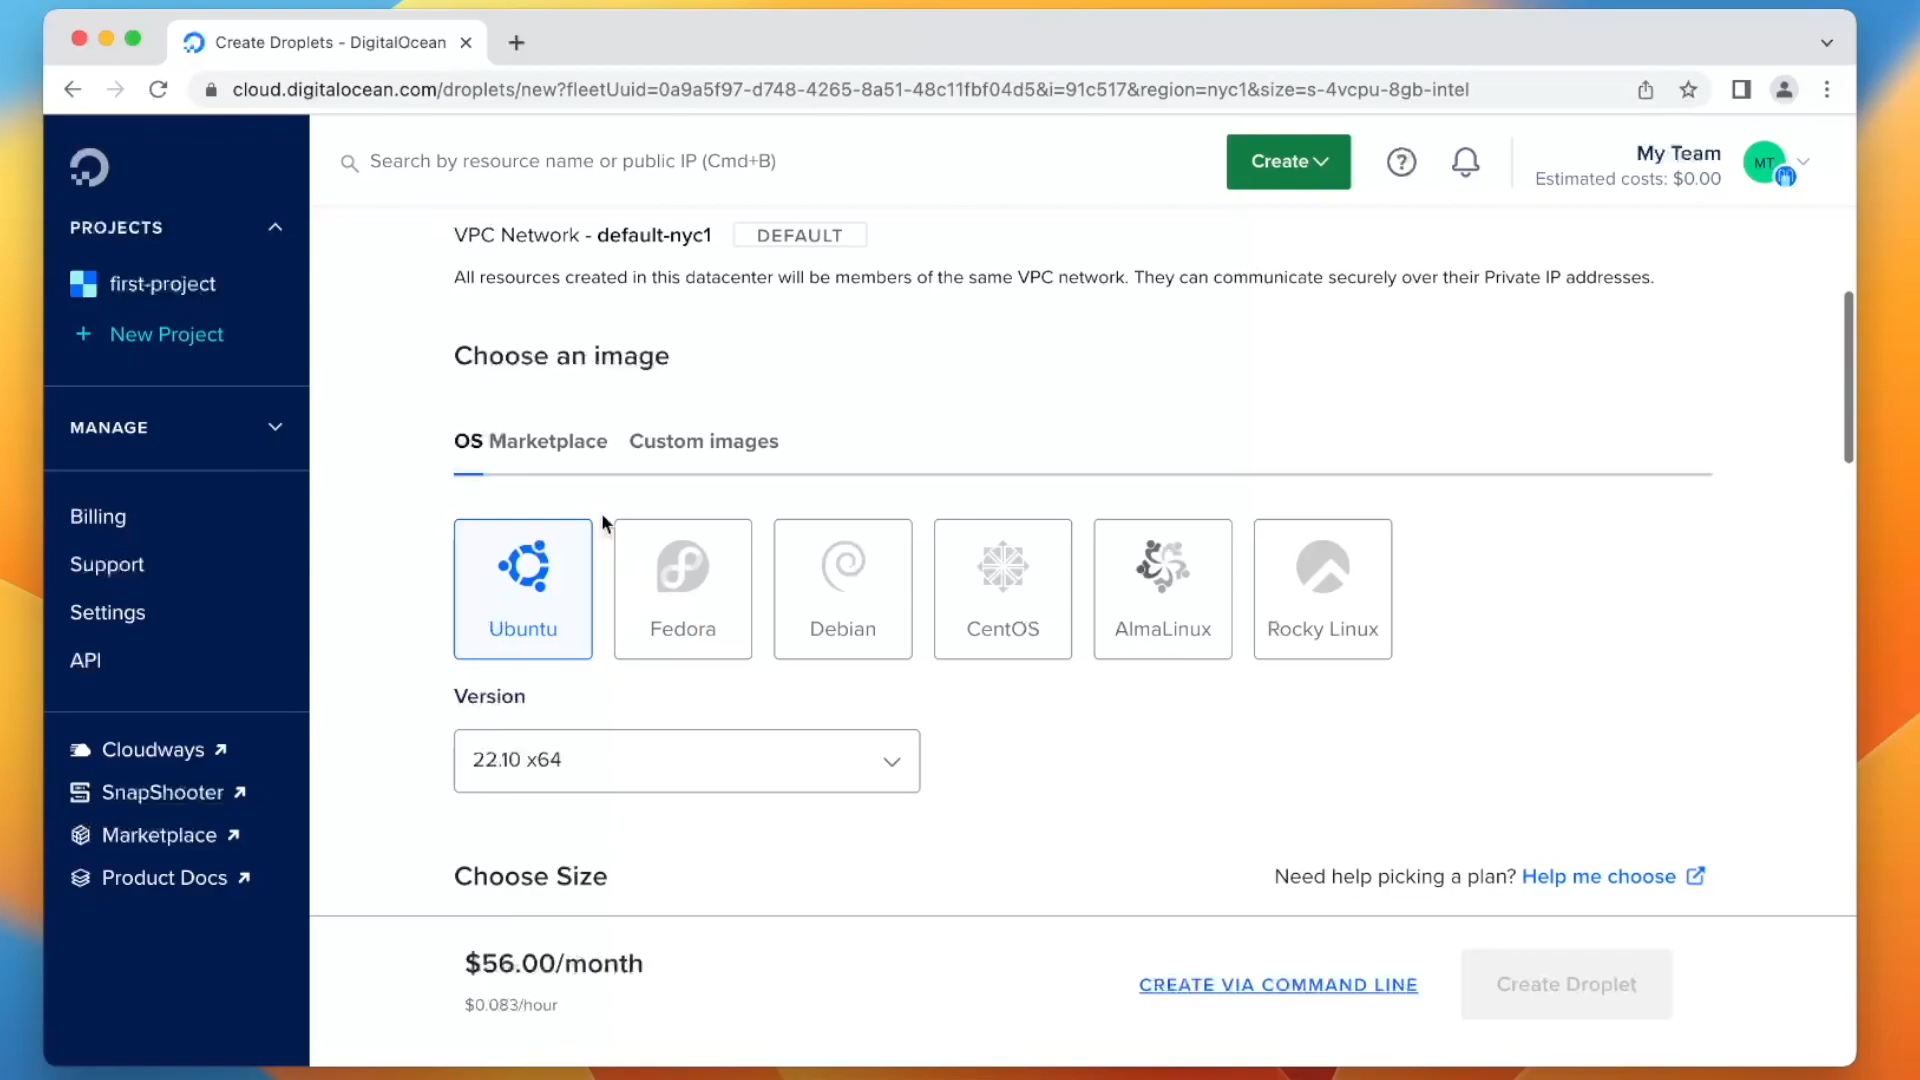 Create Droplets - DigitalOcean
cloud.digitalocean.com/droplets/new?fleetUuid=0a9a5f97-d748-4265-8a51-48c11fbf04d5&i=91c517&region=nyc1&size=s-4vcpu-8gb-intel
Search by resource name or public IP (Cmd+B)
Create
My Team
Estimated costs: $0.00
MT
PROJECTS
first-project
+ New Project
MANAGE
Billing
Support
Settings
API
Cloudways
SnapShooter
Marketplace
Product Docs
VPC Network - default-nyc1 DEFAULT
All resources created in this datacenter will be members of the same VPC network. They can communicate securely over their Private IP addresses.
Choose an image
OS Marketplace Custom images
Ubuntu Fedora Debian CentOS AlmaLinux Rocky Linux
Version
22.10 x64
Choose Size
Need help picking a plan? Help me choose
$56.00/month
$0.083/hour
CREATE VIA COMMAND LINE
Create Droplet